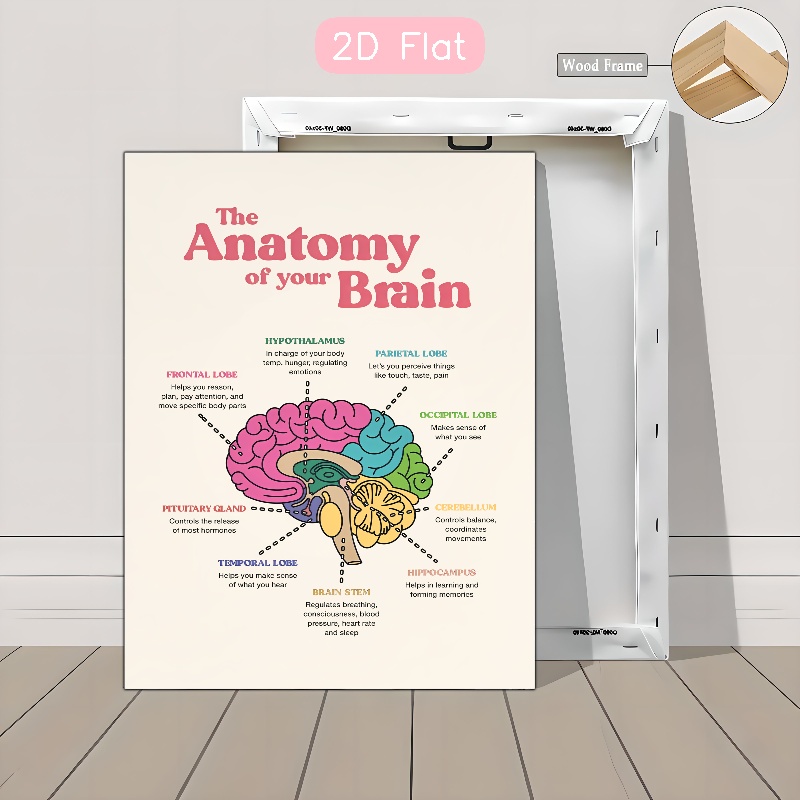 2D Flat
Wood Frame
The
Anatomy
of your
Brain
HYPOTHALAMUS
In charge of your body
temp, hunger, regulating
emotions
PARIETAL LOBE
Let's you perceive things
like touch, taste, pain
FRONTAL LOBE
Helps you reason,
plan, pay attention, and
move specific body parts
OCCIPITAL LOBE
Makes sense of
what you see
PITUITARY GLAND
Controls the release
of most hormones
CEREBELLUM
Controls balance,
coordinates
movements
TEMPORAL LOBE
Helps you make sense
of what you hear
HIPPOCAMPUS
Helps in learning and
forming memories
BRAIN STEM
Regulates breathing,
consciousness, blood
pressure, heart rate
and sleep